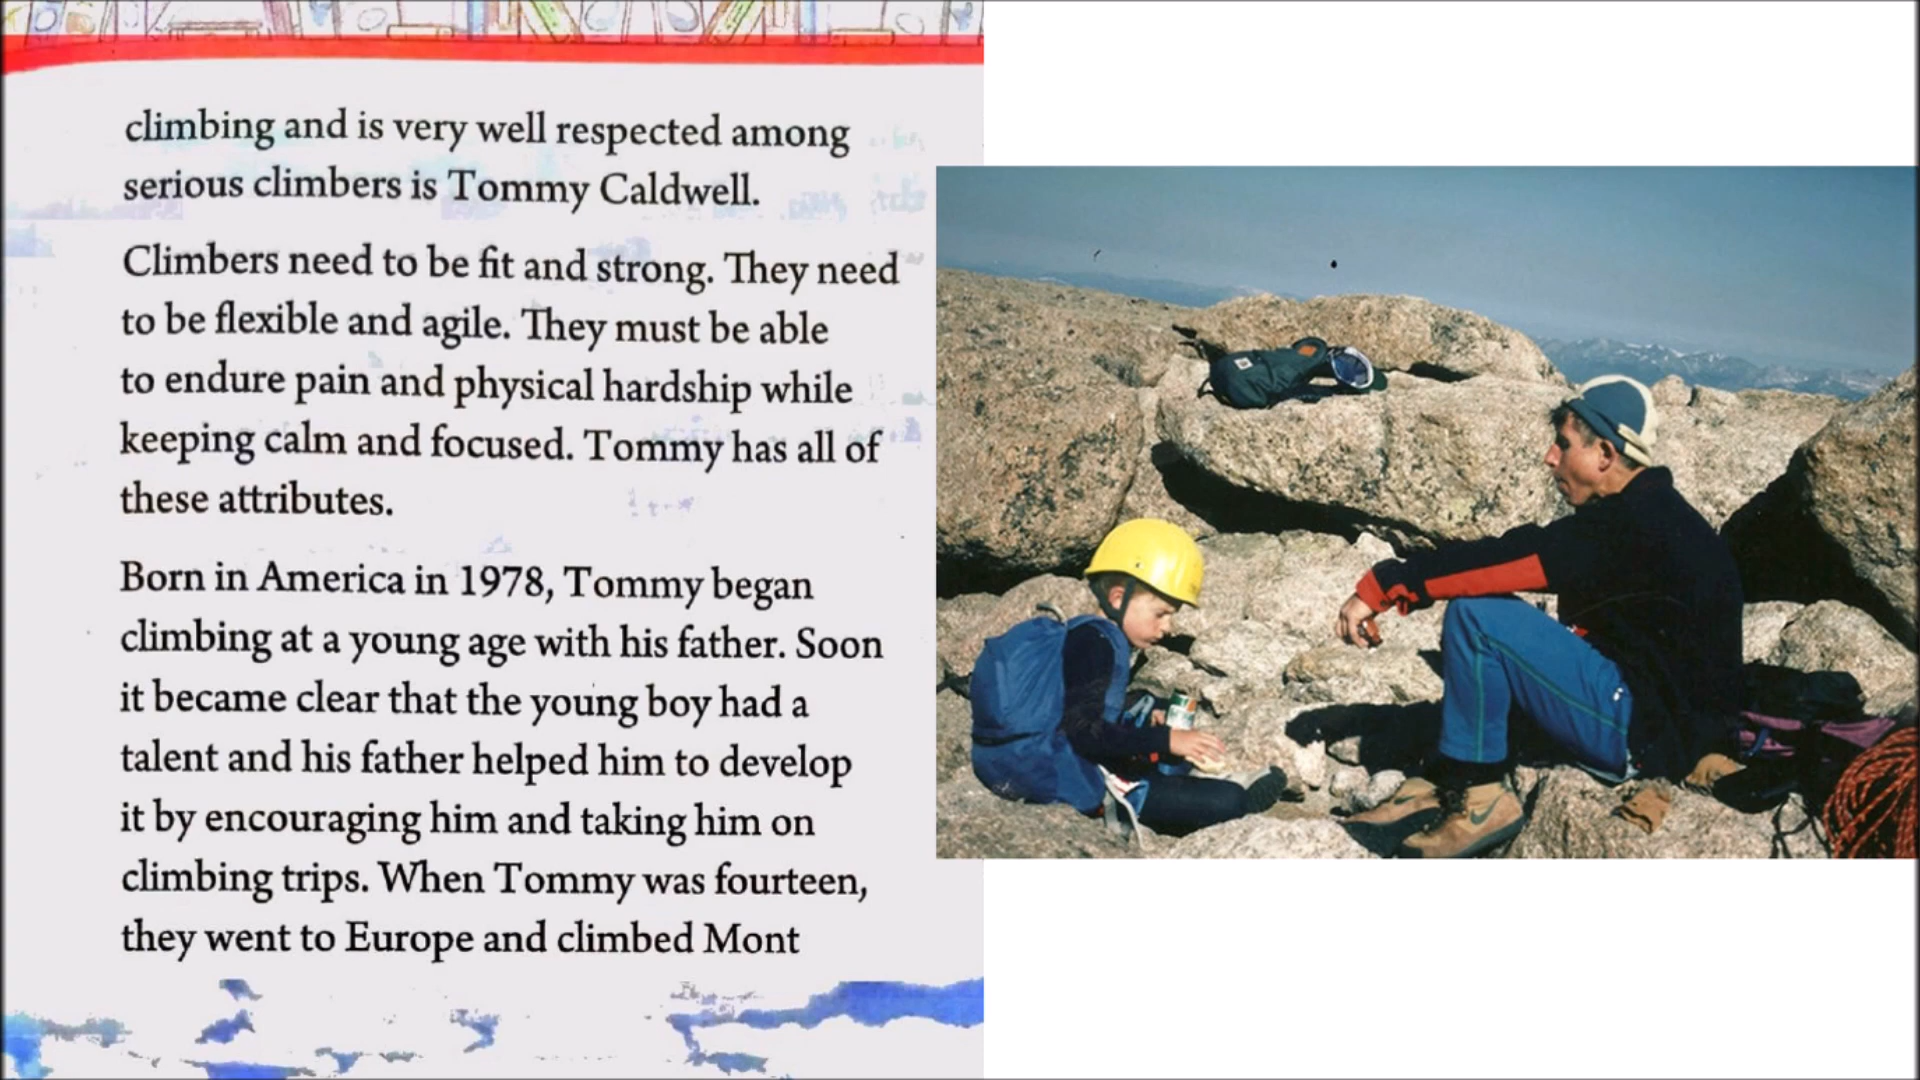 climbing and is very well respected among
serious climbers is Tommy Caldwell.
Climbers need to be fit and strong. They need
to be flexible and agile. They must be able
to endure pain and physical hardship while
keeping calm and focused. Tommy has all of
these attributes.
Born in America in 1978, Tommy began
climbing at a young age with his father. Soon
it became clear that the young boy had a
talent and his father helped him to develop
it by encouraging him and taking him on
climbing trips. When Tommy was fourteen,
they went to Europe and climbed Mont